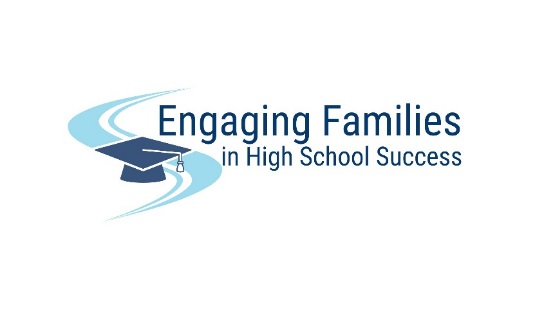 Engaging Families
in High School Success